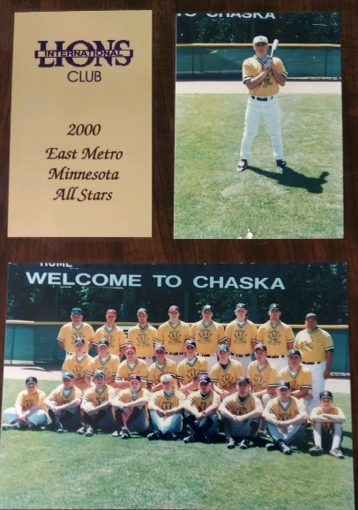 LIONS
INTERNATIONAL
CLUB
2000
East Metro
Minnesota
All Stars
TO CHASKA
HOME
WELCOME TO CHASKA